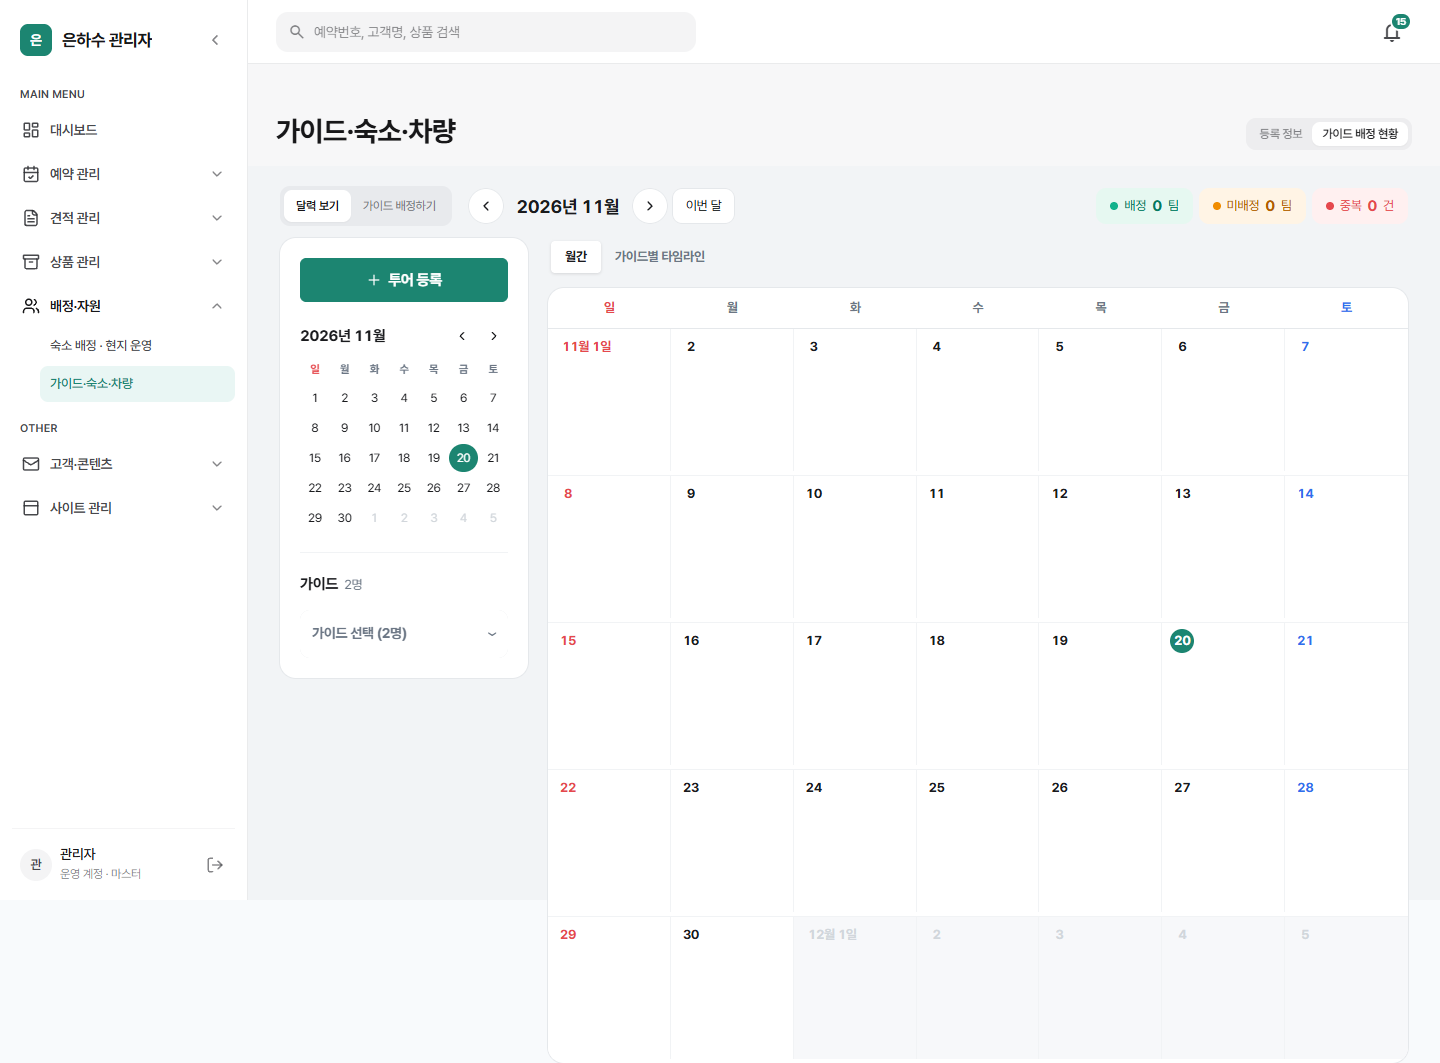 은 은하수 관리자
예약번호, 고객명, 상품 검색
15
MAIN MENU
대시보드
예약 관리
견적 관리
상품 관리
배정·자원
숙소 배정 · 현지 운영
가이드·숙소·차량
OTHER
고객·콘텐츠
사이트 관리
관 관리자
운영 계정 · 마스터
가이드·숙소·차량
등록 정보 가이드 배정 현황
달력 보기 가이드 배정하기
2026년 11월
이번 달
배정 0 팀 미배정 0 팀 중복 0 건
투어 등록
2026년 11월
일 월 화 수 목 금 토
1 2 3 4 5 6 7
8 9 10 11 12 13 14
15 16 17 18 19 20 21
22 23 24 25 26 27 28
29 30 1 2 3 4 5
가이드 2명
가이드 선택 (2명)
월간 가이드별 타임라인
일 월 화 수 목 금 토
11월 1일 2 3 4 5 6 7
8 9 10 11 12 13 14
15 16 17 18 19 20 21
22 23 24 25 26 27 28
29 30 12월 1일 2 3 4 5